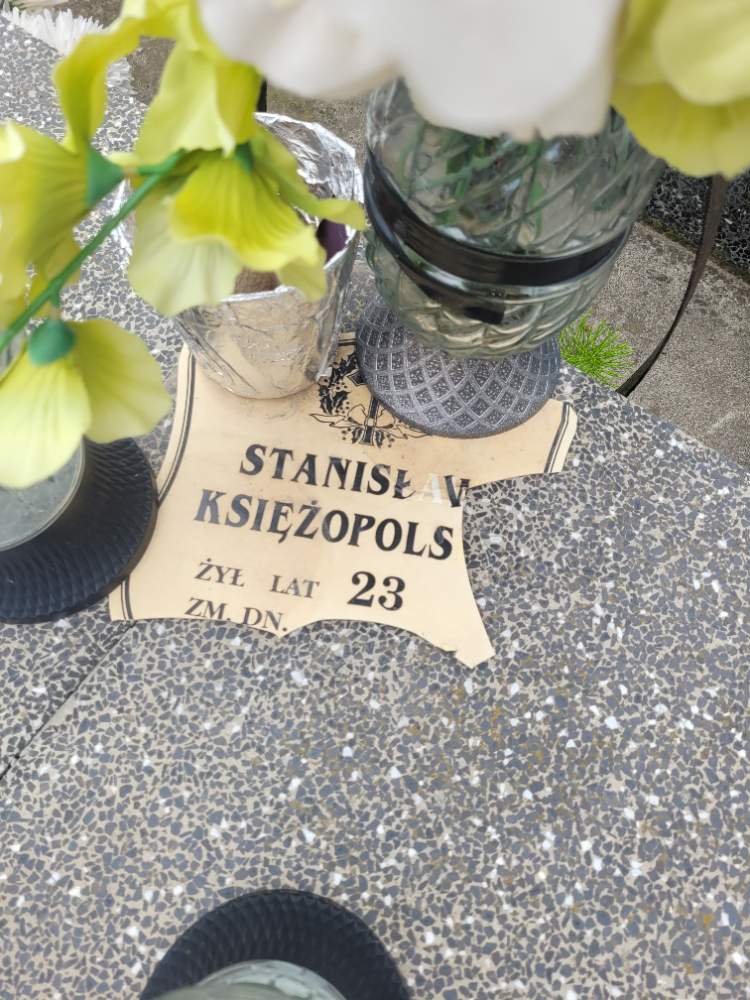 STANISŁAW
KSIĘŻOPOLS
ŻYŁ LAT 23
ZM. DN.